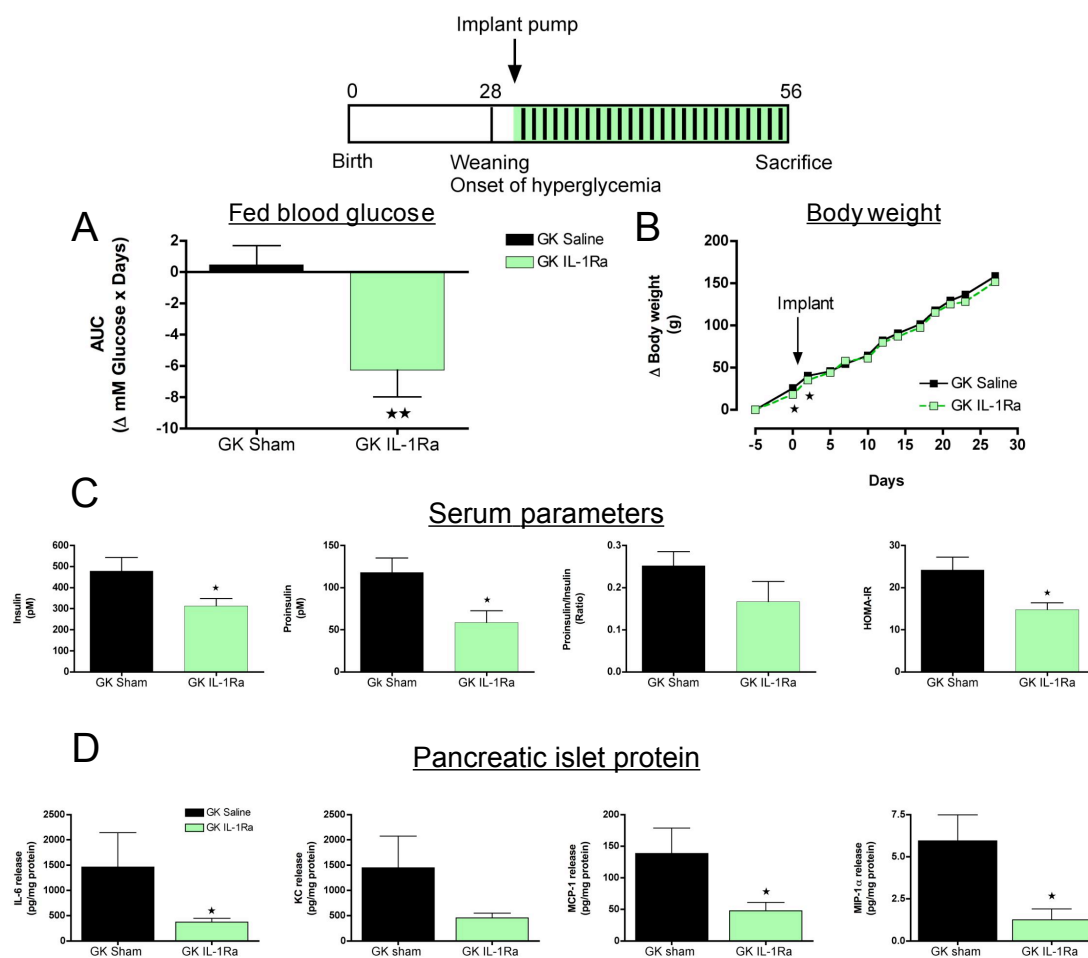 Implant pump
0 28 56
Birth Weaning Sacrifice
Onset of hyperglycemia
A
Fed blood glucose
AUC
(Δ mM Glucose x Days)
2
0
-2
-4
-6
-8
-10
★★
GK Sham GK IL-1Ra
GK Saline
GK IL-1Ra
B
Body weight
Δ Body weight
(g)
200
150
100
50
0
Implant
★ ★
GK Saline
GK IL-1Ra
-5 0 5 10 15 20 25 30
Days
C
Serum parameters
Insulin
(pM)
600
500
400
300
200
100
0
★
GK Sham GK IL-1Ra
Proinsulin
(pM)
150
100
50
0
★
Gk Sham GK IL-1Ra
Proinsulin/Insulin
(Ratio)
0.3
0.2
0.1
0.0
GK Sham GK IL-1Ra
HOMA-IR
30
20
10
0
★
GK Sham GK IL-1Ra
D
Pancreatic islet protein
IL-6 release
(pg/mg protein)
2500
2000
1500
1000
500
0
GK Saline
GK IL-1Ra
★
GK Sham GK IL-1Ra
KC release
(pg/mg protein)
2500
2000
1500
1000
500
0
GK sham GK IL-1Ra
MCP-1 release
(pg/mg protein)
200
150
100
50
0
★
GK sham GK IL-1Ra
MIP-1α release
(pg/mg protein)
7.5
5.0
2.5
0.0
★
GK sham GK IL-1Ra